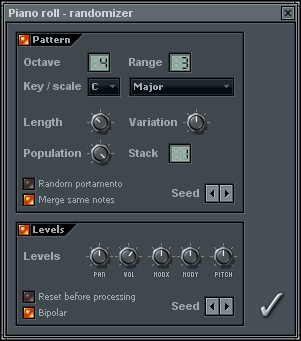 Piano roll - randomizer
Pattern
Octave 4 Range 3
Key / scale C Major
Length Variation
Population Stack 1
Random portamento
Merge same notes
Seed
Levels
Levels
PAN VOL MODX MODY PITCH
Reset before processing
Bipolar
Seed